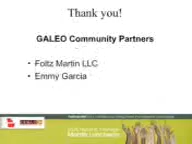 Thank you!
GALEO Community Partners
• Foltz Martin LLC
• Emmy Garcia